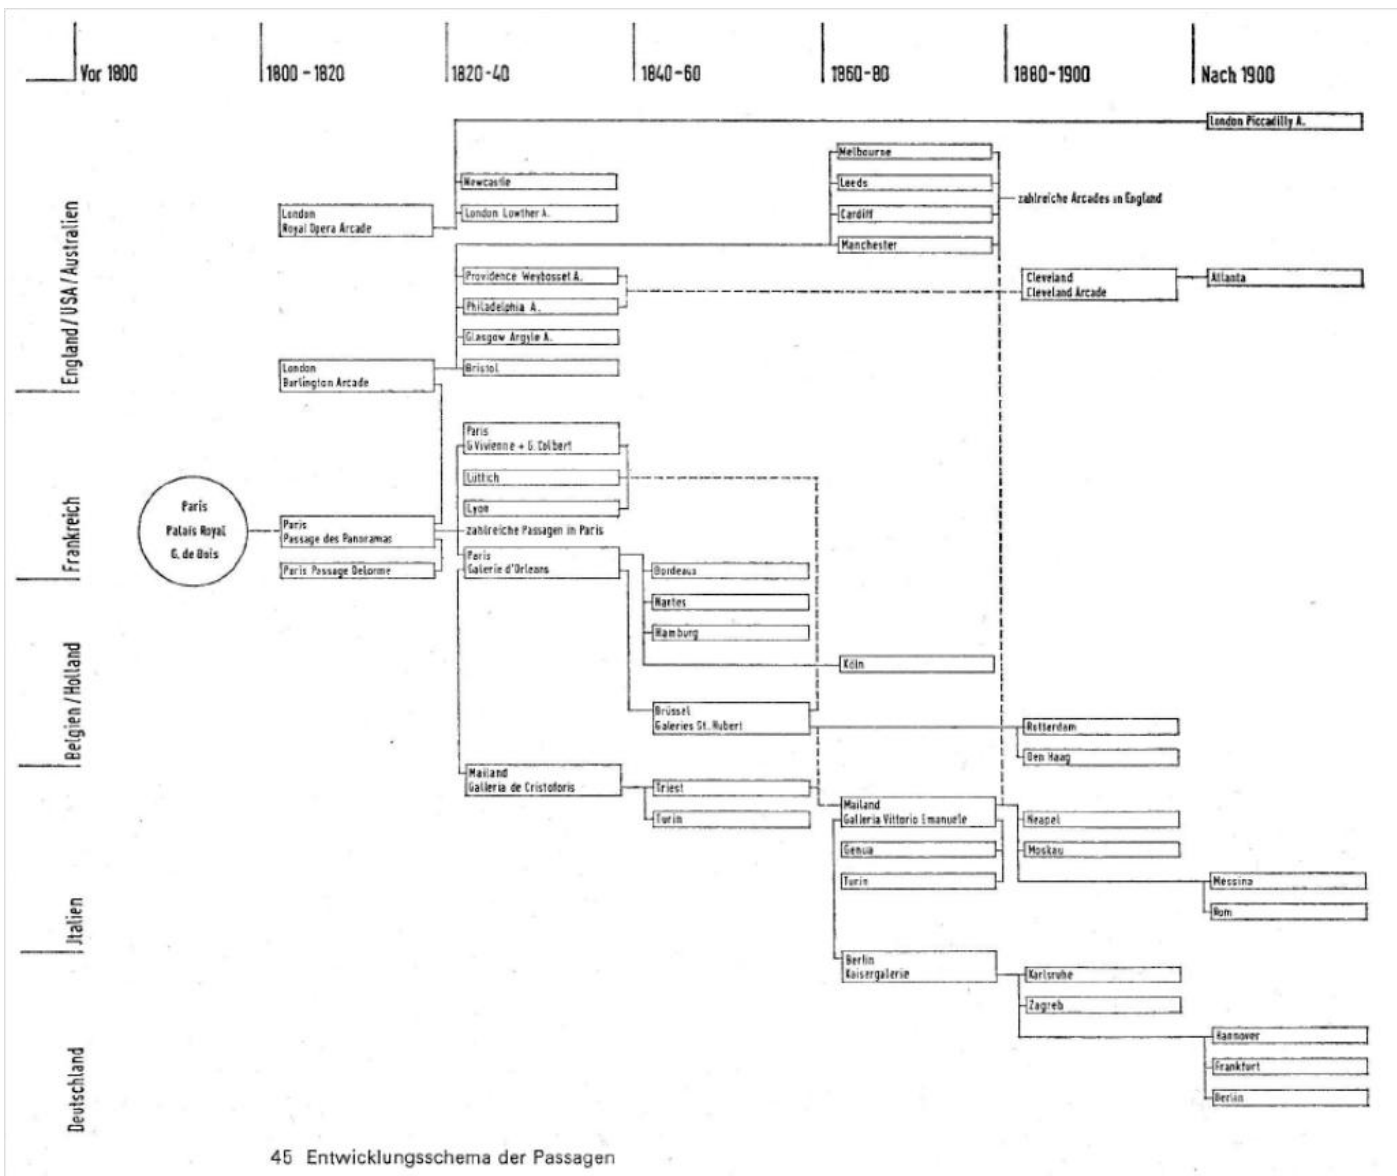 Vor 1800
1800-1820
1820-40
1840-60
1860-80
1880-1900
Nach 1900
England/USA/Australien
Frankreich
Belgien/Holland
Jtalien
Deutschland
London Piccadilly A.
Melbourne
Newcastle
Leeds
zahlreiche Arcades in England
London
Royal Opera Arcade
London Lowther A.
Cardiff
Manchester
Providence Weybosset A.
Cleveland
Cleveland Arcade
Atlanta
Philadelphia A.
Glasgow Argyle A.
London
Burlington Arcade
Bristol
Paris
G Vivienne + G. Colbert
Lüttich
Paris
Palais Royal
G. de Bois
Lyon
Paris
Passage des Panoramas
zahlreiche Passagen in Paris
Paris Passage Delorme
Paris
Galerie d'Orleans
Bordeaux
Nantes
Hamburg
Köln
Brüssel
Galeries St. Hubert
Rotterdam
Den Haag
Mailand
Galleria de Cristoforis
Triest
Turin
Mailand
Galleria Vittorio Emanuele
Neapel
Genua
Moskau
Turin
Messina
Rom
Berlin
Kaisergalerie
Karlsruhe
Zagreb
Hannover
Frankfurt
Berlin
45 Entwicklungsschema der Passagen